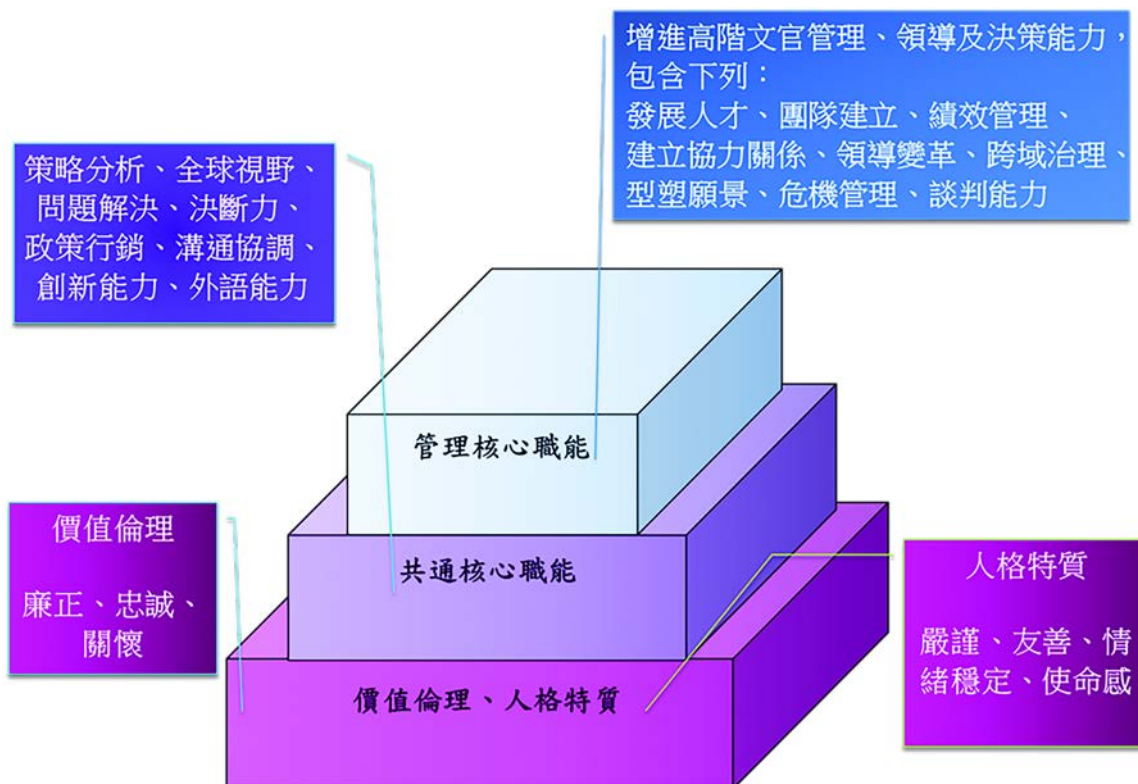 增進高階文官管理、領導及決策能力，
包含下列：
發展人才、團隊建立、績效管理、
建立協力關係、領導變革、跨域治理、
型塑願景、危機管理、談判能力
策略分析、全球視野、
問題解決、決斷力、
政策行銷、溝通協調、
創新能力、外語能力
管理核心職能
共通核心職能
價值倫理、人格特質
價值倫理
廉正、忠誠、
關懷
人格特質
嚴謹、友善、情
緒穩定、使命感